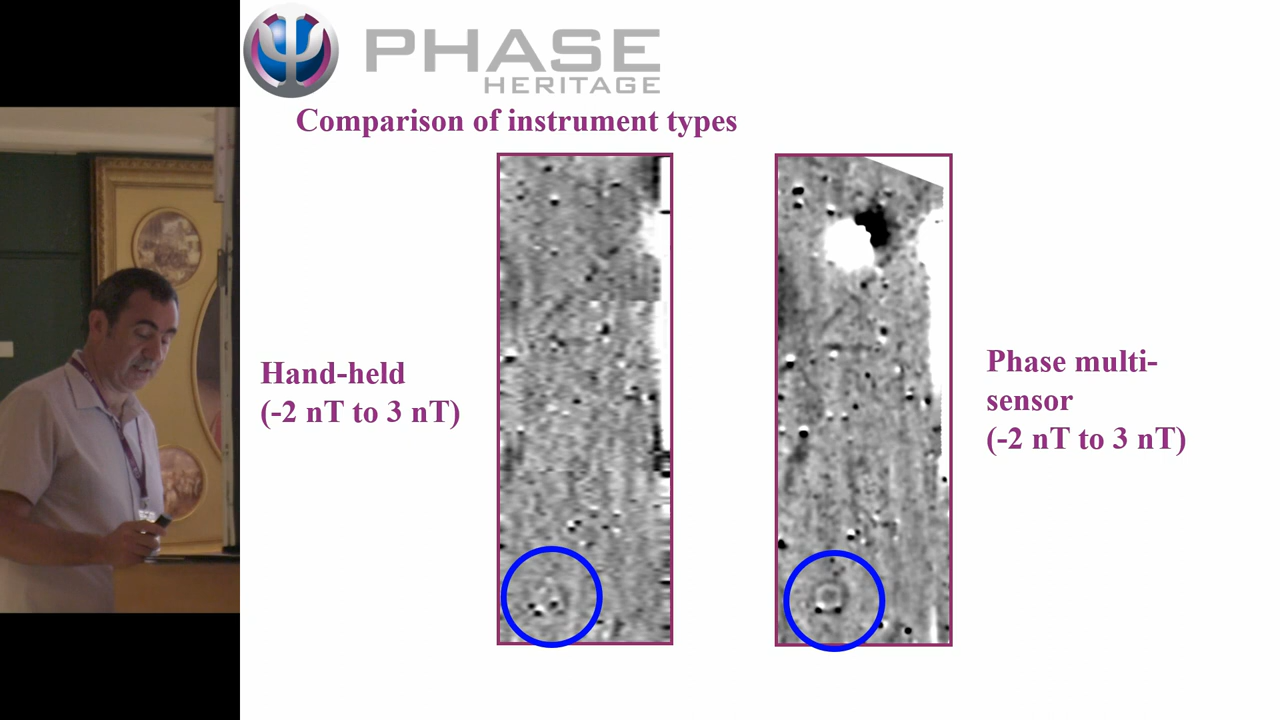 PHASE
HERITAGE
Comparison of instrument types
Hand-held
(-2 nT to 3 nT)
Phase multi-
sensor
(-2 nT to 3 nT)